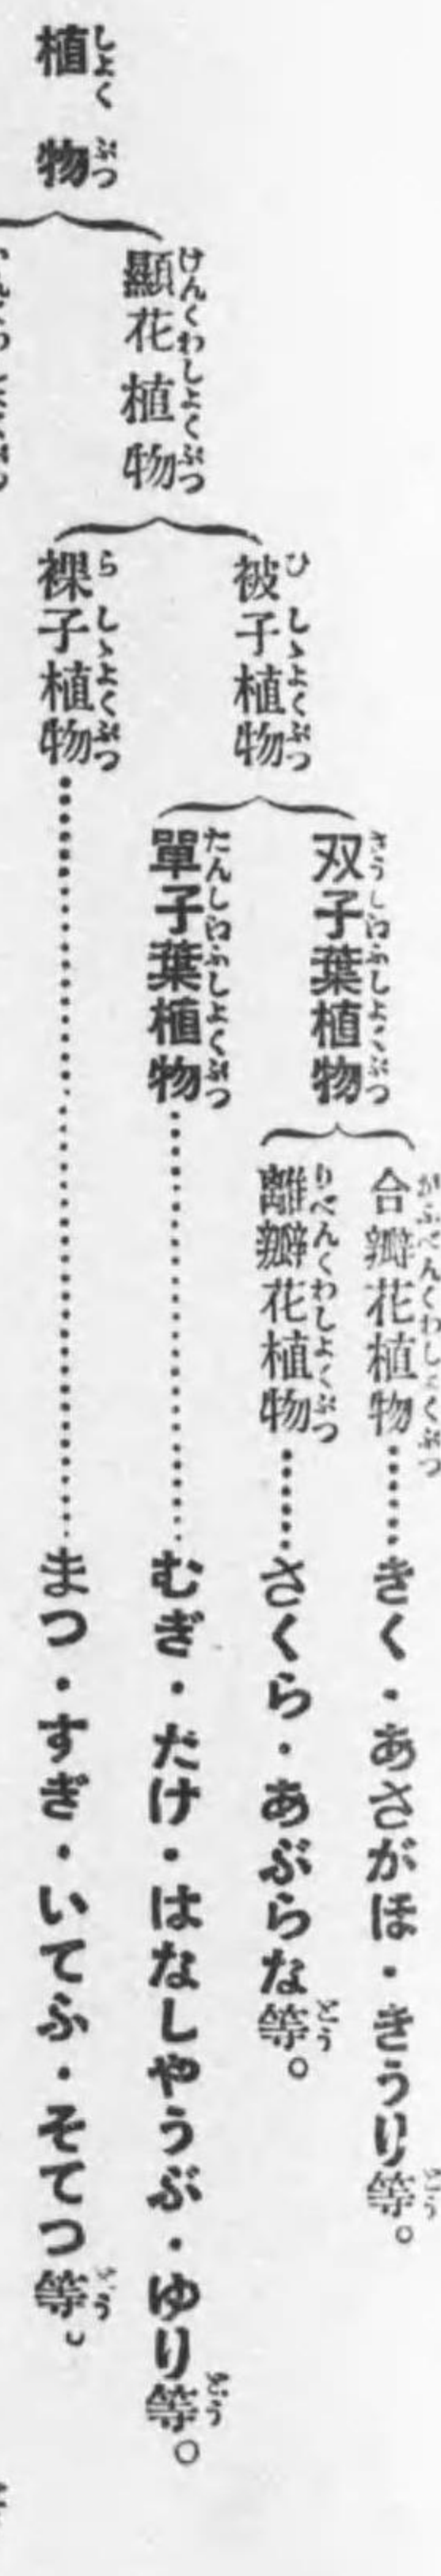 植物
顯花植物
被子植物
双子葉植物
合瓣花植物……きく・あさがほ・きうり等。
離瓣花植物……さくら・あぶらな等。
單子葉植物……むぎ・たけ・はなしやうぶ・ゆり等。
裸子植物……まつ・すぎ・いてふ・そてつ等。